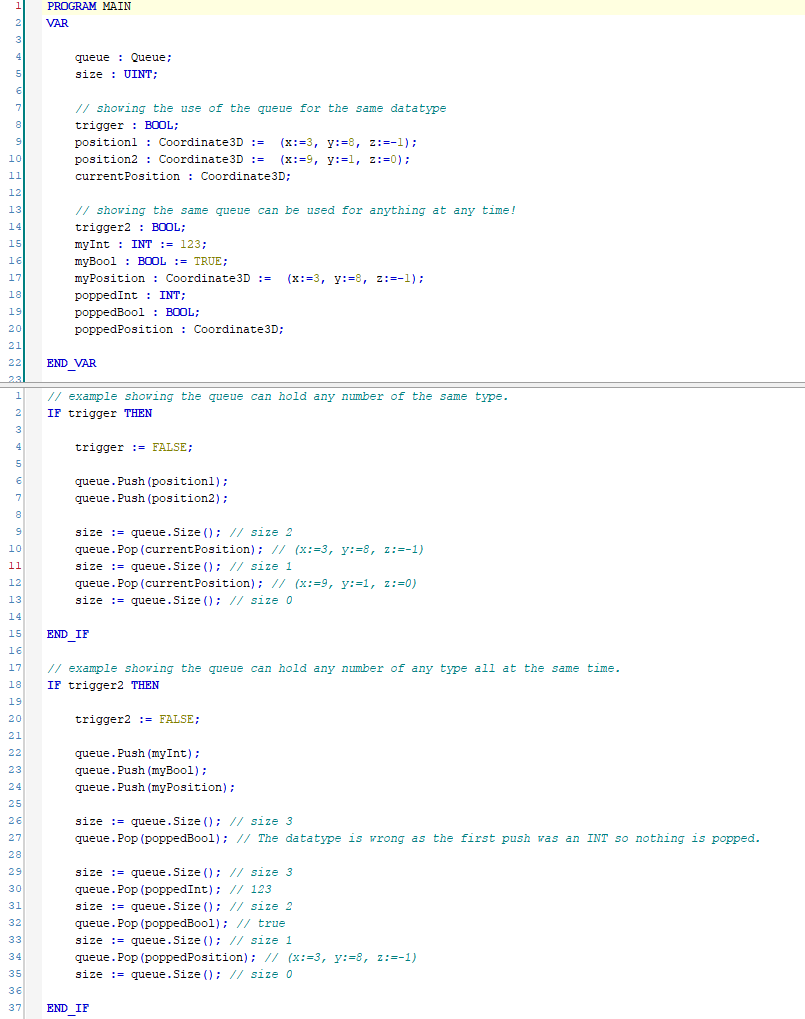 1 PROGRAM MAIN
2 VAR
3
4 queue : Queue;
5 size : UINT;
6
7 // showing the use of the queue for the same datatype
8 trigger : BOOL;
9 position1 : Coordinate3D := (x:=3, y:=8, z:=-1);
10 position2 : Coordinate3D := (x:=9, y:=1, z:=0);
11 currentPosition : Coordinate3D;
12
13 // showing the same queue can be used for anything at any time!
14 trigger2 : BOOL;
15 myInt : INT := 123;
16 myBool : BOOL := TRUE;
17 myPosition : Coordinate3D := (x:=3, y:=8, z:=-1);
18 poppedInt : INT;
19 poppedBool : BOOL;
20 poppedPosition : Coordinate3D;
21
22 END_VAR
23
1 // example showing the queue can hold any number of the same type.
2 IF trigger THEN
3
4 trigger := FALSE;
5
6 queue.Push(position1);
7 queue.Push(position2);
8
9 size := queue.Size(); // size 2
10 queue.Pop(currentPosition); // (x:=3, y:=8, z:=-1)
11 size := queue.Size(); // size 1
12 queue.Pop(currentPosition); // (x:=9, y:=1, z:=0)
13 size := queue.Size(); // size 0
14
15 END_IF
16
17 // example showing the queue can hold any number of any type all at the same time.
18 IF trigger2 THEN
19
20 trigger2 := FALSE;
21
22 queue.Push(myInt);
23 queue.Push(myBool);
24 queue.Push(myPosition);
25
26 size := queue.Size(); // size 3
27 queue.Pop(poppedBool); // The datatype is wrong as the first push was an INT so nothing is popped.
28
29 size := queue.Size(); // size 3
30 queue.Pop(poppedInt); // 123
31 size := queue.Size(); // size 2
32 queue.Pop(poppedBool); // true
33 size := queue.Size(); // size 1
34 queue.Pop(poppedPosition); // (x:=3, y:=8, z:=-1)
35 size := queue.Size(); // size 0
36
37 END_IF